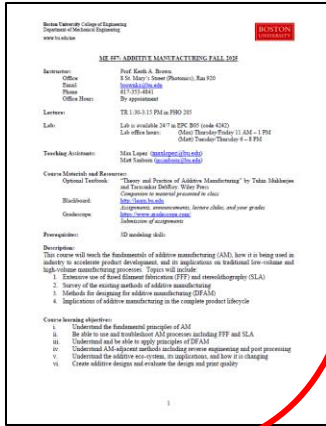 Boston University College of Engineering
Department of Mechanical Engineering
www.bu.edu/me
BOSTON
UNIVERSITY
ME 697: ADDITIVE MANUFACTURING FALL 2025
Instructor: Prof. Keith A. Brown
Office 8 St. Mary's Street (Photonics), Rm 920
Email brownka@bu.edu
Phone 617-353-4841
Office Hours By appointment
Lecture: TR 1:30-3:15 PM in PHO 205
Lab: Lab is available 24/7 in EPC B05 (code 4242)
Lab office hours: (Max) Thursday/Friday 11 AM – 1 PM
(Matt) Tuesday/Thursday 6 – 8 PM
Teaching Assistants: Max Lopez
Matt Sanborn
Course Materials and Resources:
Optional Textbook: "Theory and Practice of Additive Manufacturing" by Tuhin Mukherjee
and Tarasankar DebRoy. Wiley Press
Companion to material presented in class
Blackboard: http://learn.bu.edu
Assignments, announcements, lecture slides, and your grades
Gradescope: https://www.gradescope.com/
Submission of assignments
Prerequisites: 3D modeling skills
Description:
This course will teach the fundamentals of additive manufacturing (AM), how it is being used in
industry to accelerate product development, and its implications on traditional low-volume and
high-volume manufacturing processes. Topics will include:
1. Extensive use of fused filament fabrication (FFF) and stereolithography (SLA)
2. Survey of the existing methods of additive manufacturing
3. Methods for designing for additive manufacturing (DFAM)
4. Implications of additive manufacturing in the complete product lifecycle
Course learning objectives:
i. Understand the fundamental principles of AM
ii. Be able to use and troubleshoot AM processes including FFF and SLA
iii. Understand and be able to apply principles of DFAM
iv. Understand AM-adjacent methods including reverse engineering and post processing
v. Understand the additive eco-system, its implications, and how it is changing
vi. Create additive designs and evaluate the design and print quality
1